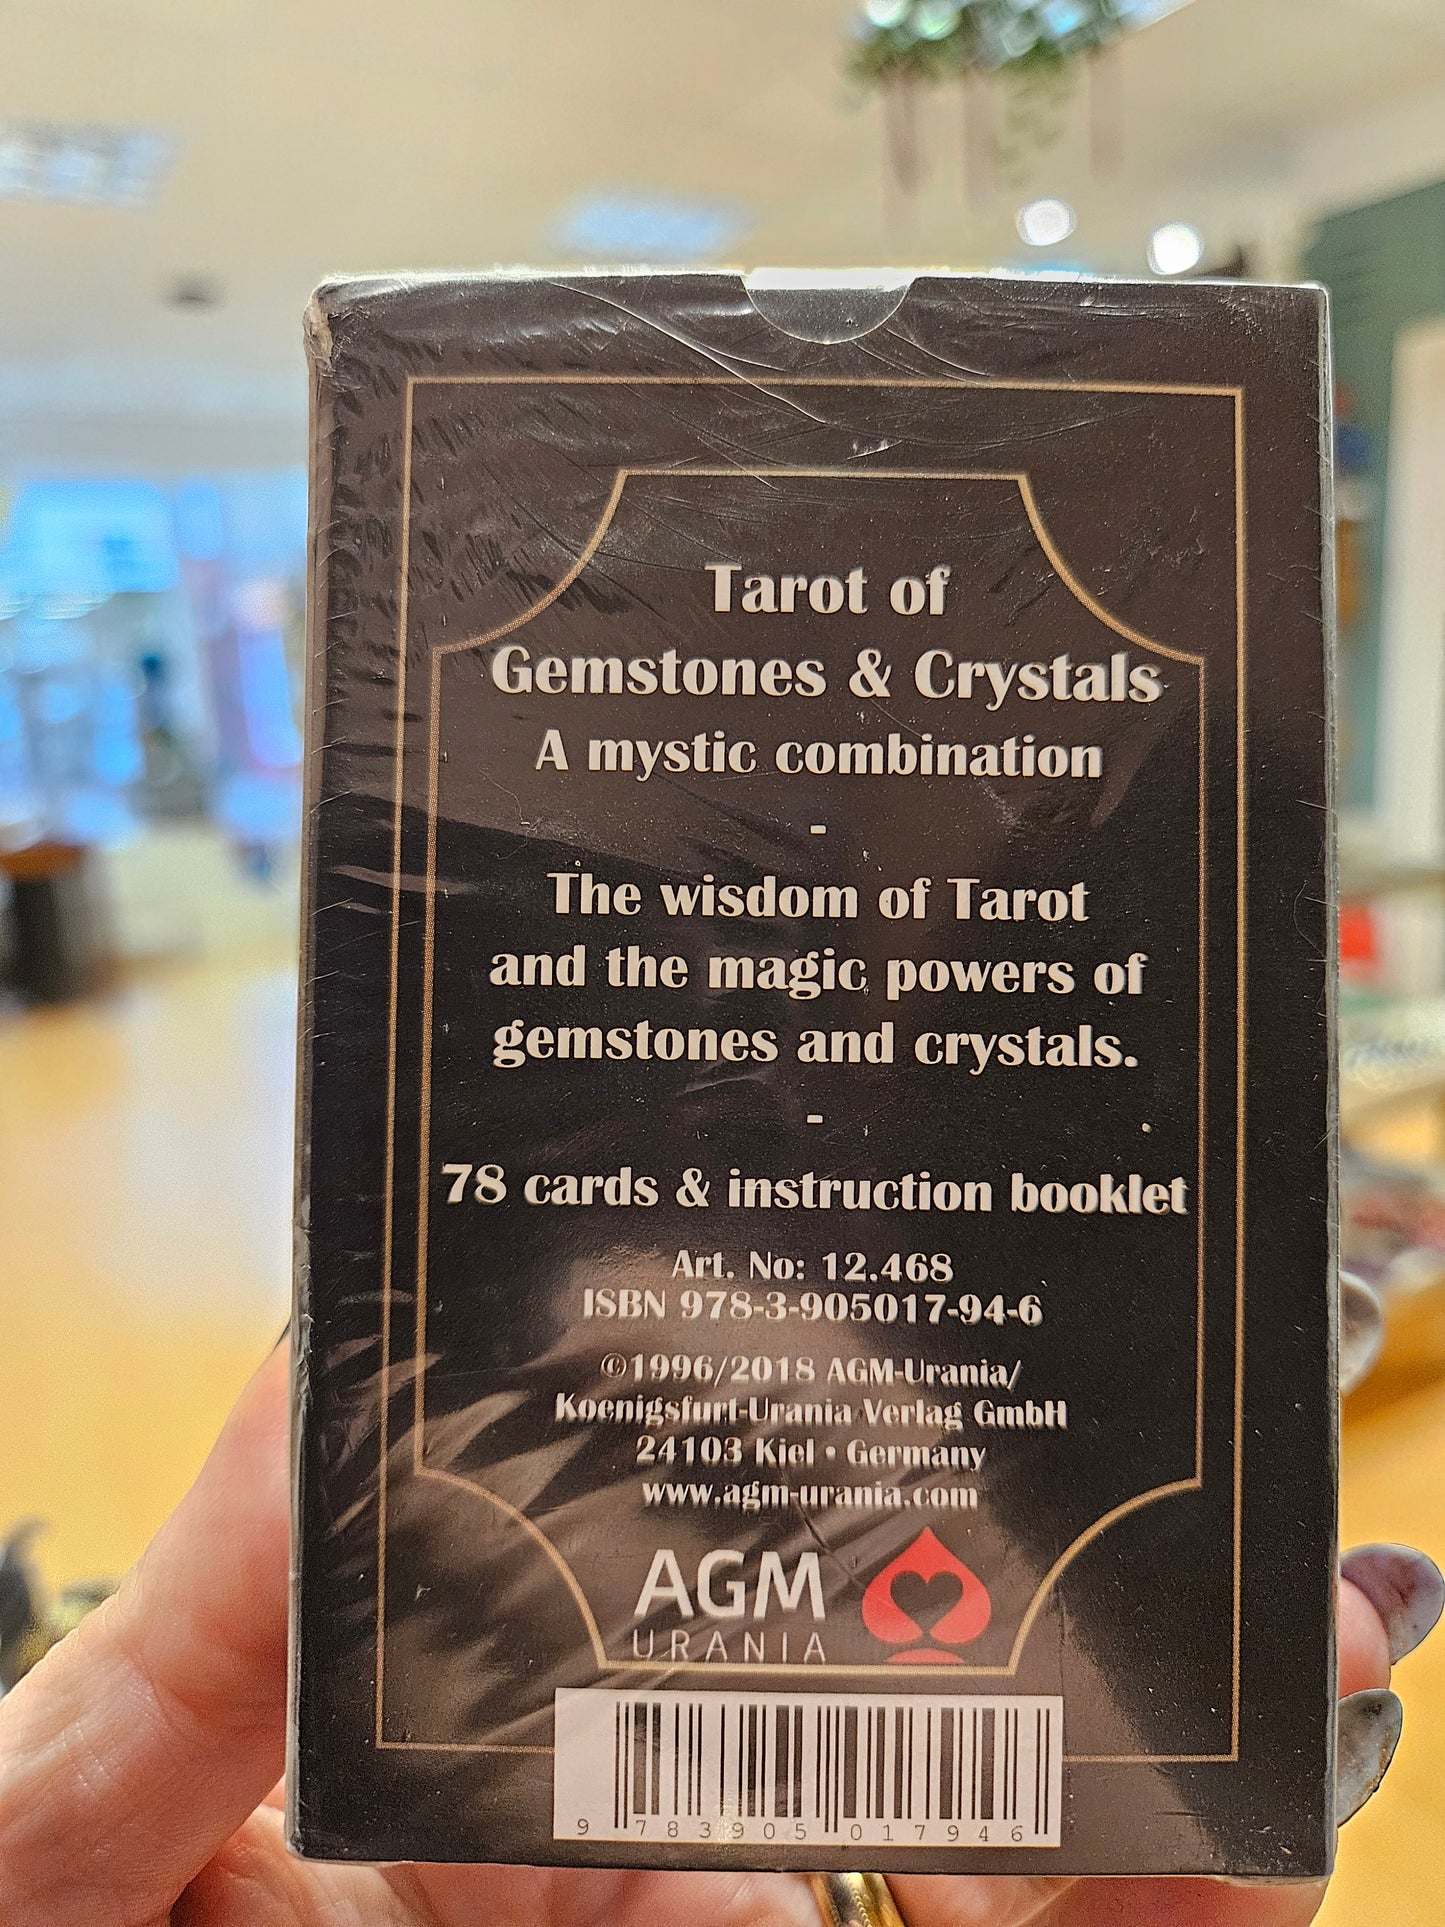 Tarot of
Gemstones & Crystals
A mystic combination
-
The wisdom of Tarot
and the magic powers of
gemstones and crystals.
-
78 cards & instruction booklet
Art. No: 12.468
ISBN 978-3-905017-94-6
©1996/2018 AGM-Urania/
Koenigsfurt-Urania Verlag GmbH
24103 Kiel • Germany
www.agm-urania.com
AGM
URANIA
9 783905 017946